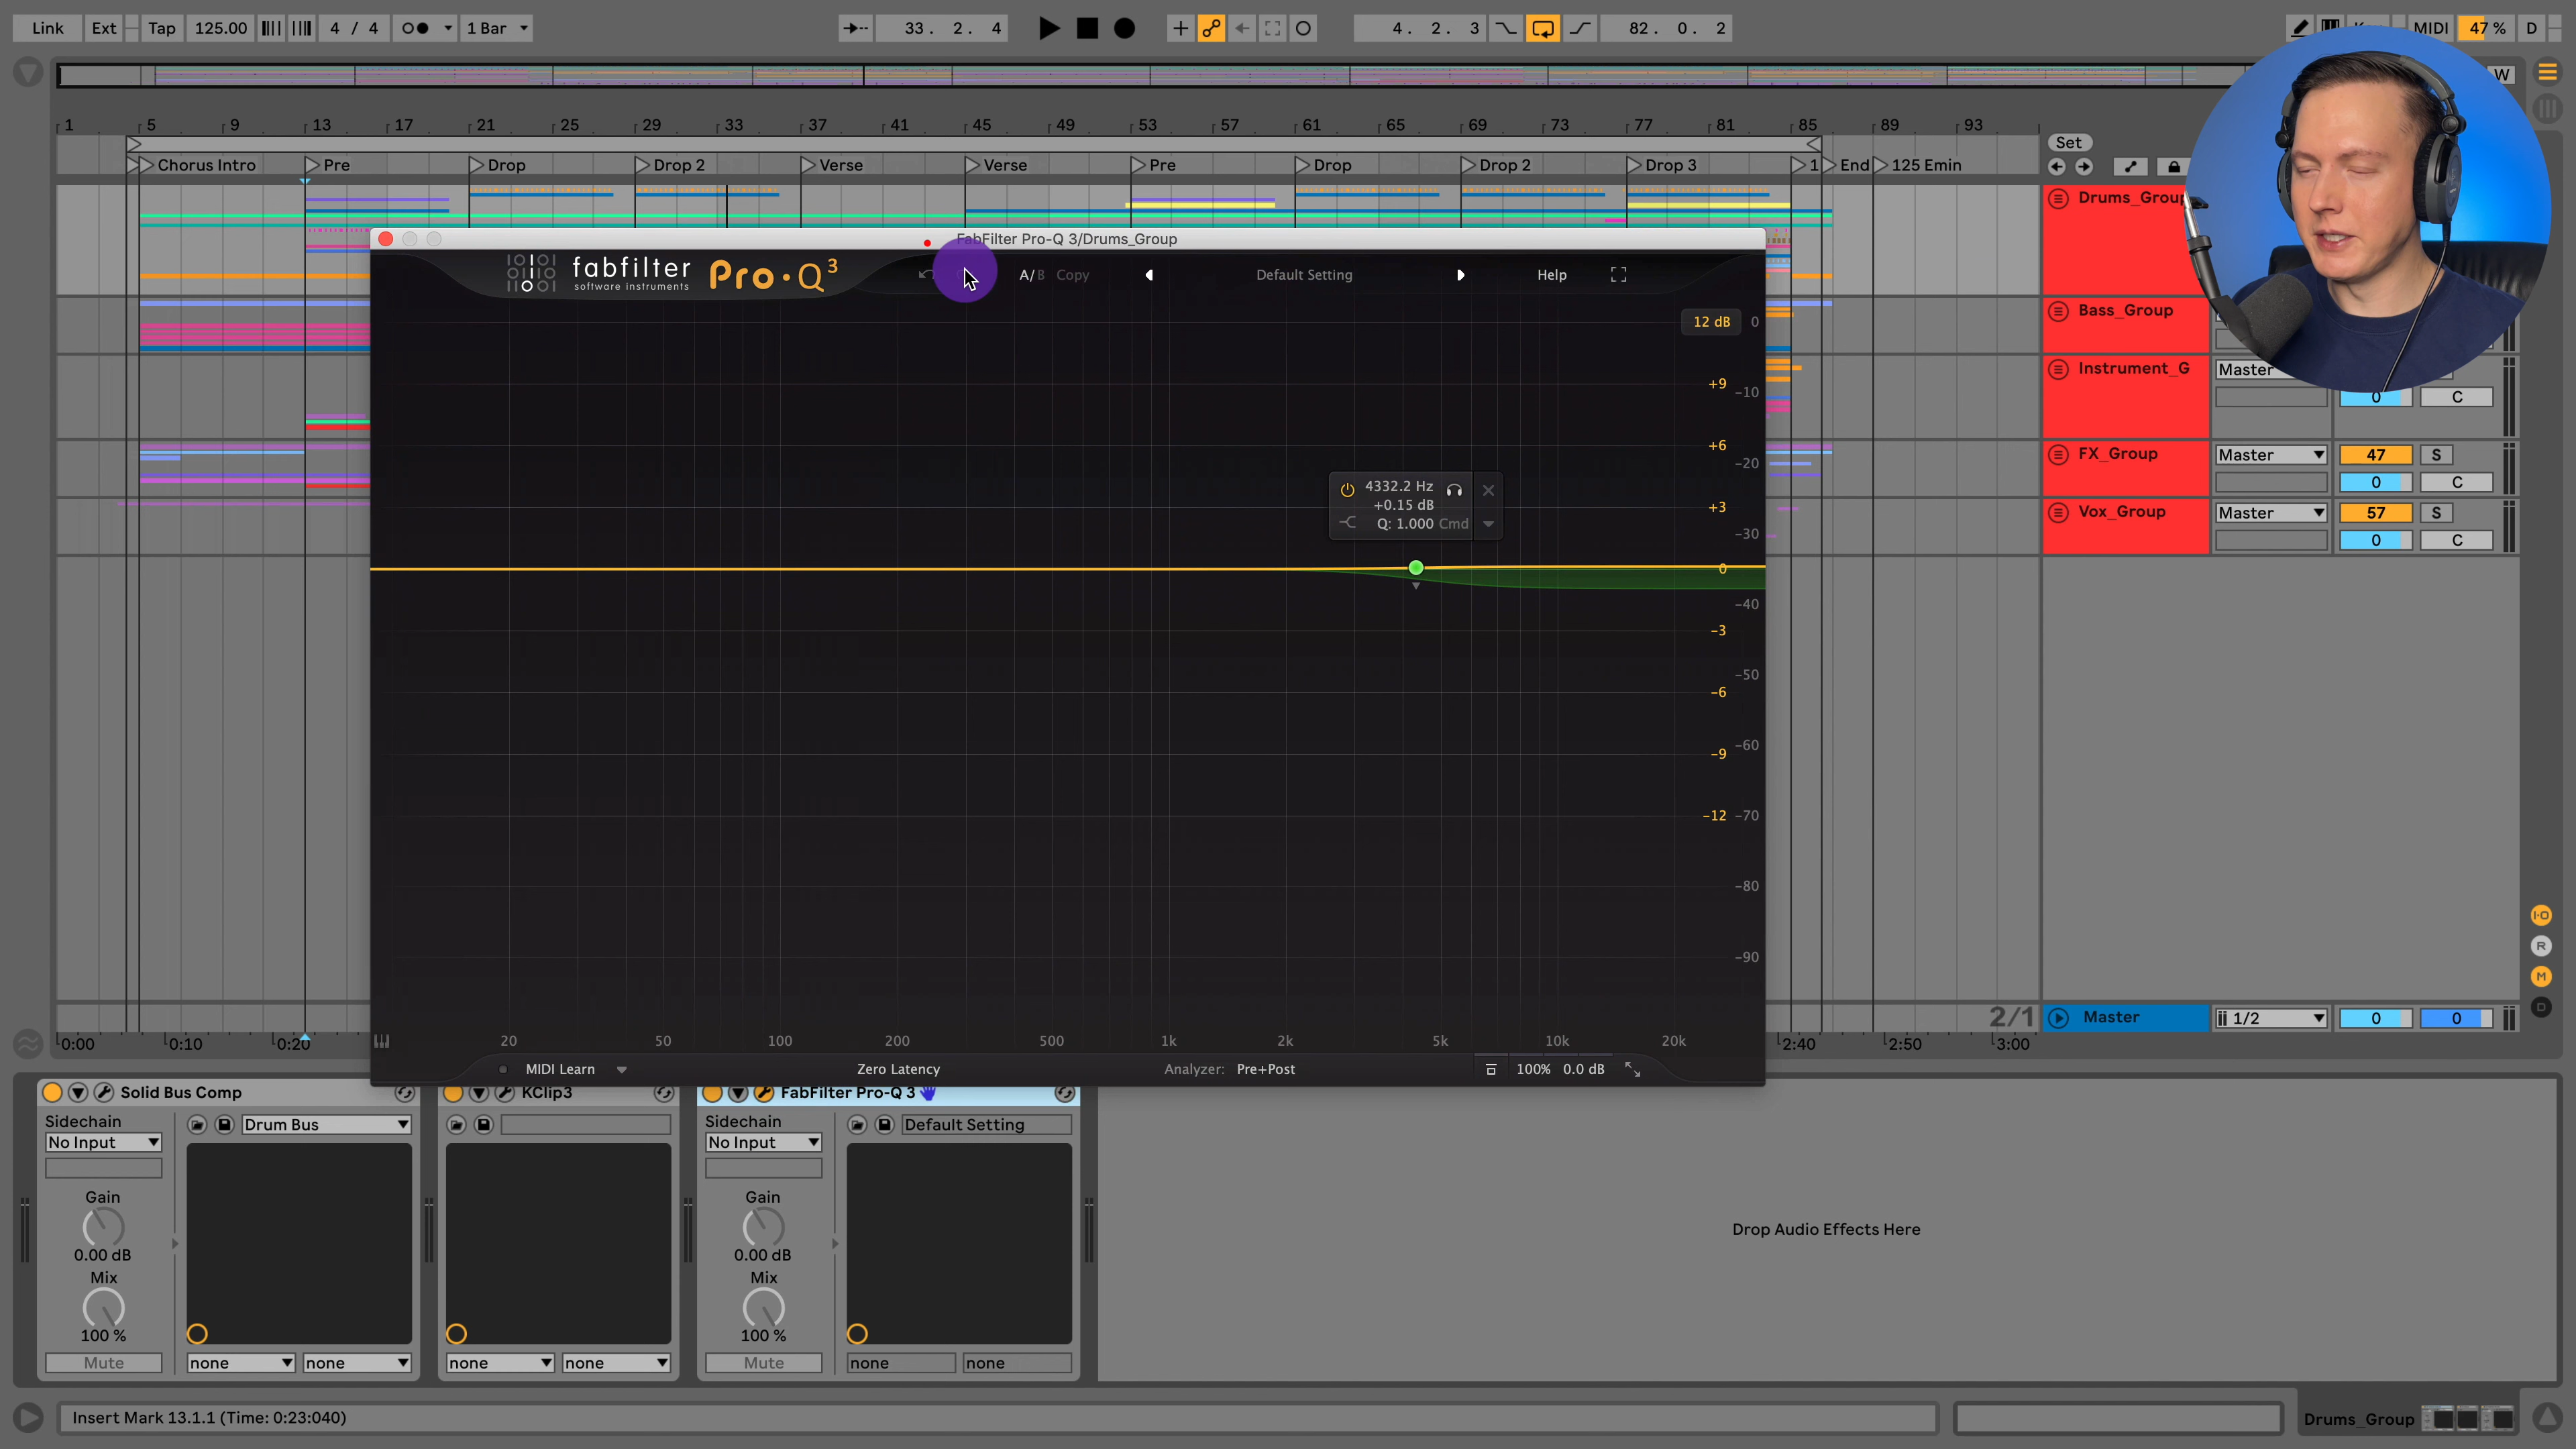 Link Ext Tap 125.00 4 / 4 1 Bar 33. 2. 4 4. 2. 3 82. 0. 2 MIDI 47 % D
W
1 5 9 13 17 21 25 29 33 37 41 45 49 53 57 61 65 69 73 77 81 85 89 93
Set
Chorus Intro Pre Drop Drop 2 Verse Verse Pre Drop Drop 2 Drop 3 1 End 125 Emin
Drums_Group
FabFilter Pro-Q 3/Drums_Group
fabfilter
software instruments
Pro·Q3
A/B Copy Default Setting Help
Bass_Group
12 dB 0
Instrument_G Master
+9 -10
0 C
+6 -20
FX_Group Master 47 S
0 C
4332.2 Hz
+0.15 dB
Q: 1.000 Cmd
+3 -30
Vox_Group Master 57 S
0 C
0
-40
-3
-50
-6
-60
-9
-12 -70
-80
-90
I·O
R
M
D
2/1 Master 1/2 0 0
20 50 100 200 500 1k 2k 5k 10k 20k
0:00 0:10 0:20 2:40 2:50 3:00
MIDI Learn Zero Latency Analyzer: Pre+Post 100% 0.0 dB
Solid Bus Comp KClip3 FabFilter Pro-Q 3
Sidechain Drum Bus Sidechain Default Setting
No Input No Input
Gain Gain
0.00 dB 0.00 dB
Drop Audio Effects Here
Mix Mix
100 % 100 %
Mute none none none none Mute none none
Insert Mark 13.1.1 (Time: 0:23:040)
Drums_Group